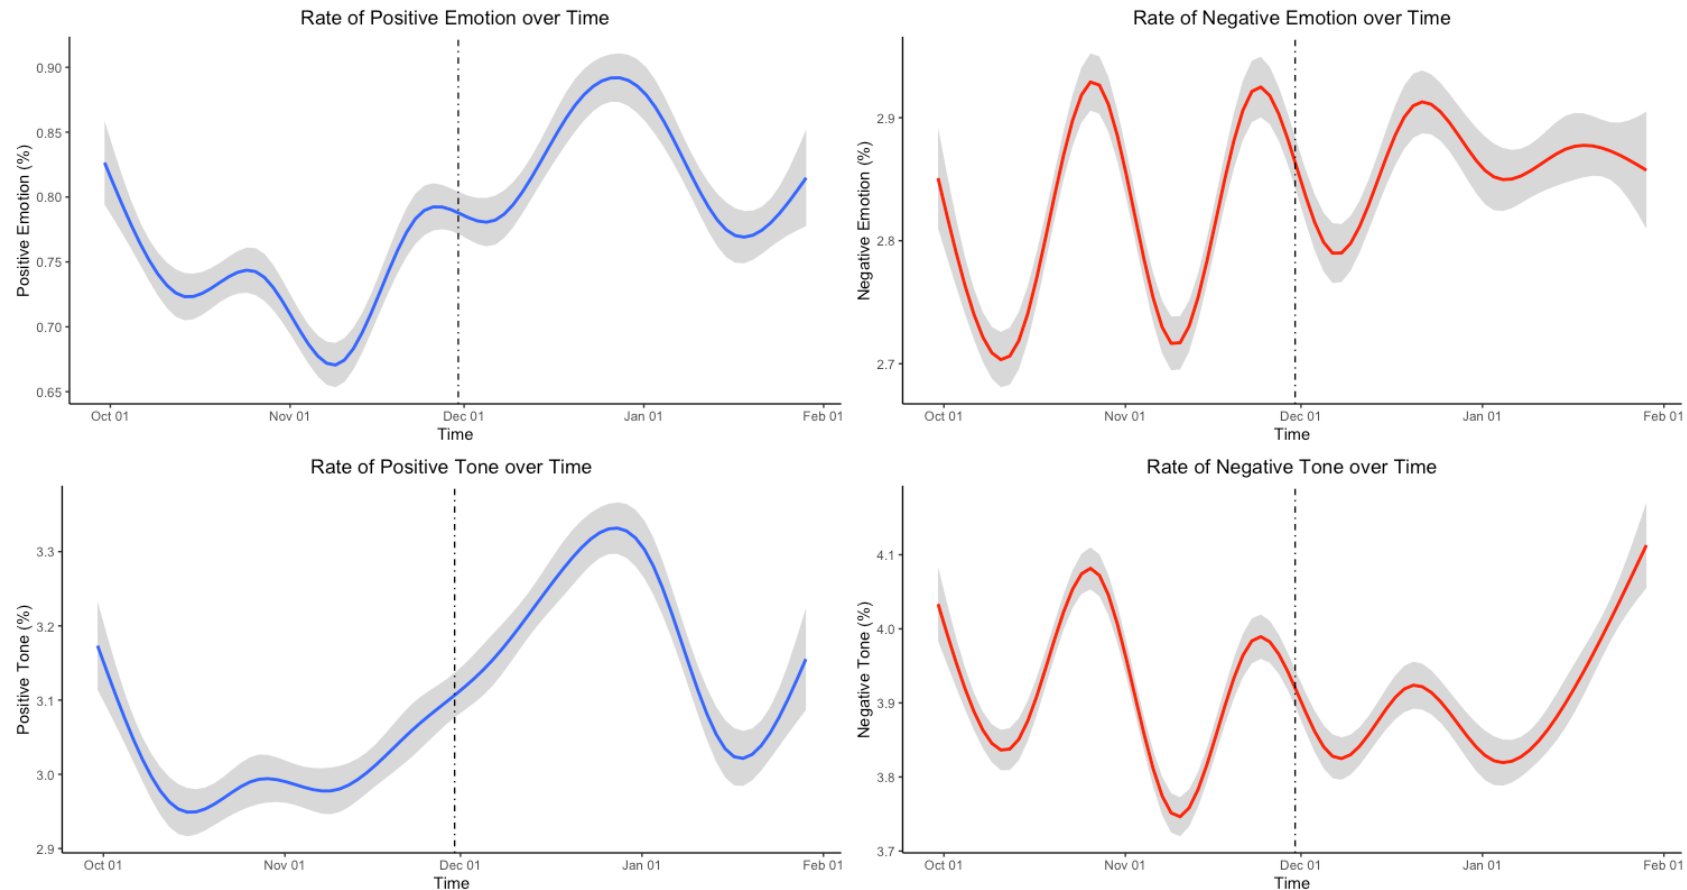 Rate of Positive Emotion over Time
Positive Emotion (%)
0.90
0.85
0.80
0.75
0.70
0.65
Oct 01 Nov 01 Dec 01 Jan 01 Feb 01
Time
Rate of Negative Emotion over Time
Negative Emotion (%)
2.9
2.8
2.7
Oct 01 Nov 01 Dec 01 Jan 01 Feb 01
Time
Rate of Positive Tone over Time
Positive Tone (%)
3.3
3.2
3.1
3.0
2.9
Oct 01 Nov 01 Dec 01 Jan 01 Feb 01
Time
Rate of Negative Tone over Time
Negative Tone (%)
4.1
4.0
3.9
3.8
3.7
Oct 01 Nov 01 Dec 01 Jan 01 Feb 01
Time